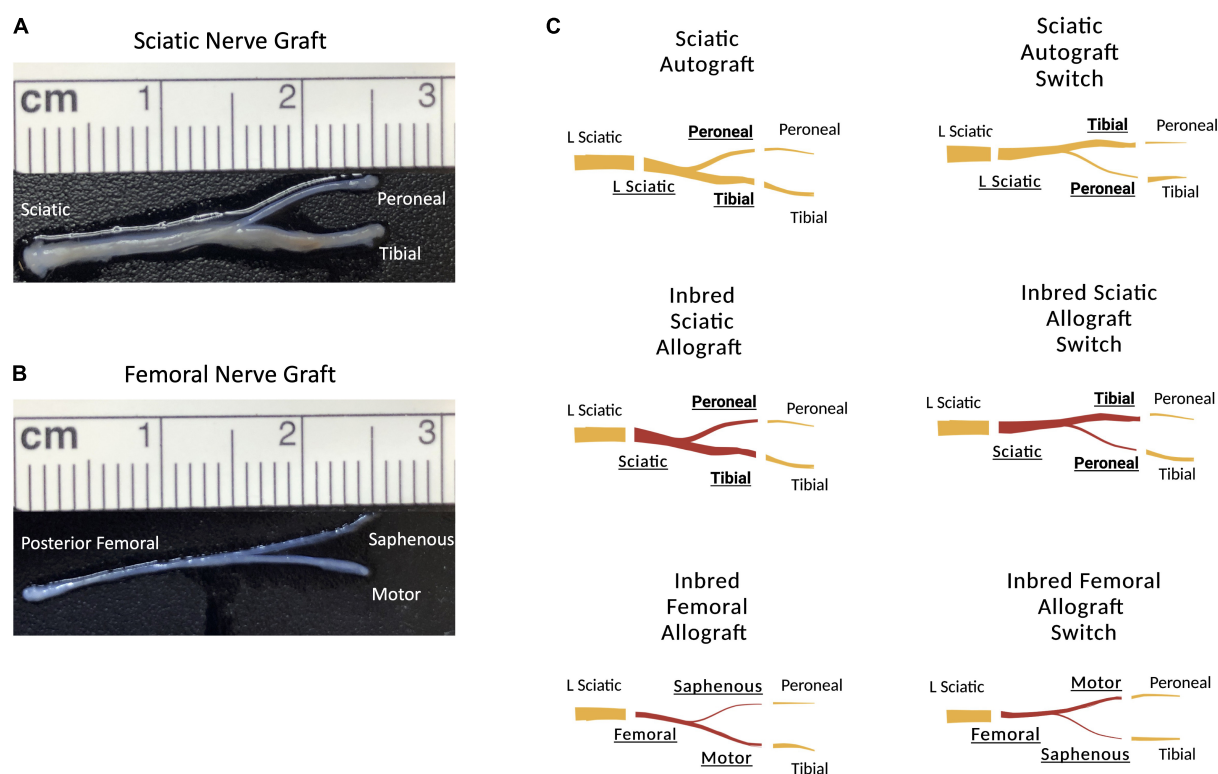 A
Sciatic Nerve Graft
cm 1 2 3
Sciatic
Peroneal
Tibial
B
Femoral Nerve Graft
cm 1 2 3
Posterior Femoral
Saphenous
Motor
C
Sciatic
Autograft
L Sciatic
Peroneal
Peroneal
L Sciatic
Tibial
Tibial
Sciatic
Autograft
Switch
L Sciatic
Tibial
Peroneal
L Sciatic
Peroneal
Tibial
Inbred
Sciatic
Allograft
L Sciatic
Peroneal
Peroneal
Sciatic
Tibial
Tibial
Inbred Sciatic
Allograft
Switch
L Sciatic
Tibial
Peroneal
Sciatic
Peroneal
Tibial
Inbred
Femoral
Allograft
L Sciatic
Saphenous
Peroneal
Femoral
Motor
Tibial
Inbred Femoral
Allograft
Switch
L Sciatic
Motor
Peroneal
Femoral
Saphenous
Tibial